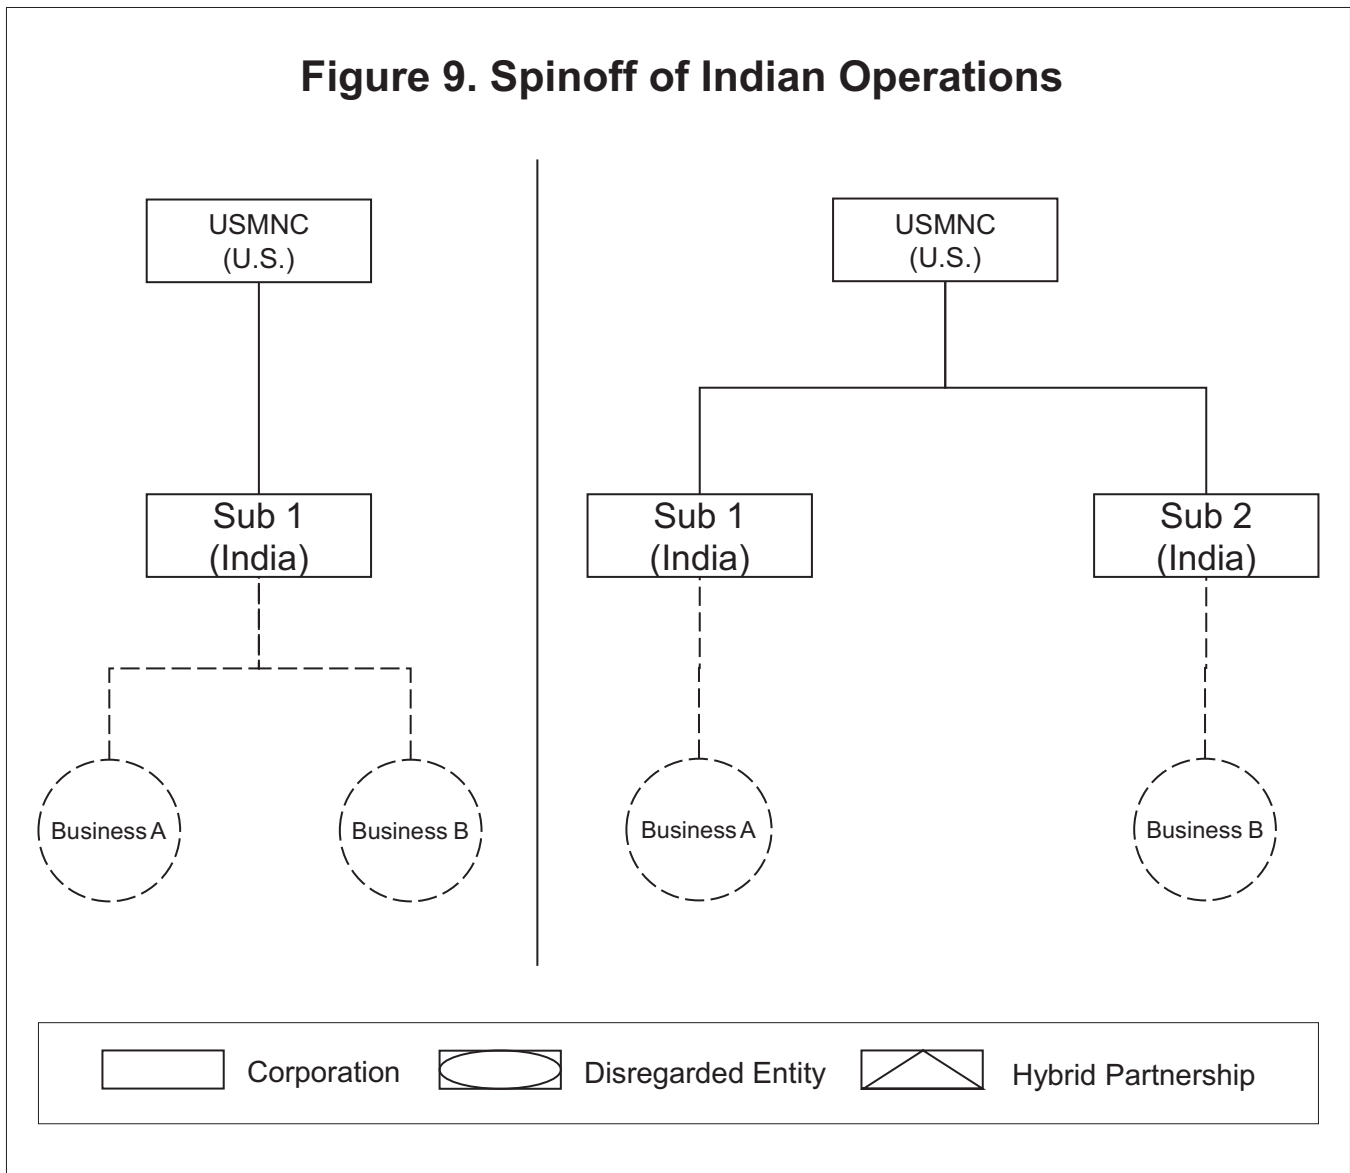 Figure 9. Spinoff of Indian Operations
USMNC
(U.S.)
Sub 1
(India)
Business A
Business B
USMNC
(U.S.)
Sub 1
(India)
Sub 2
(India)
Business A
Business B
Corporation
Disregarded Entity
Hybrid Partnership